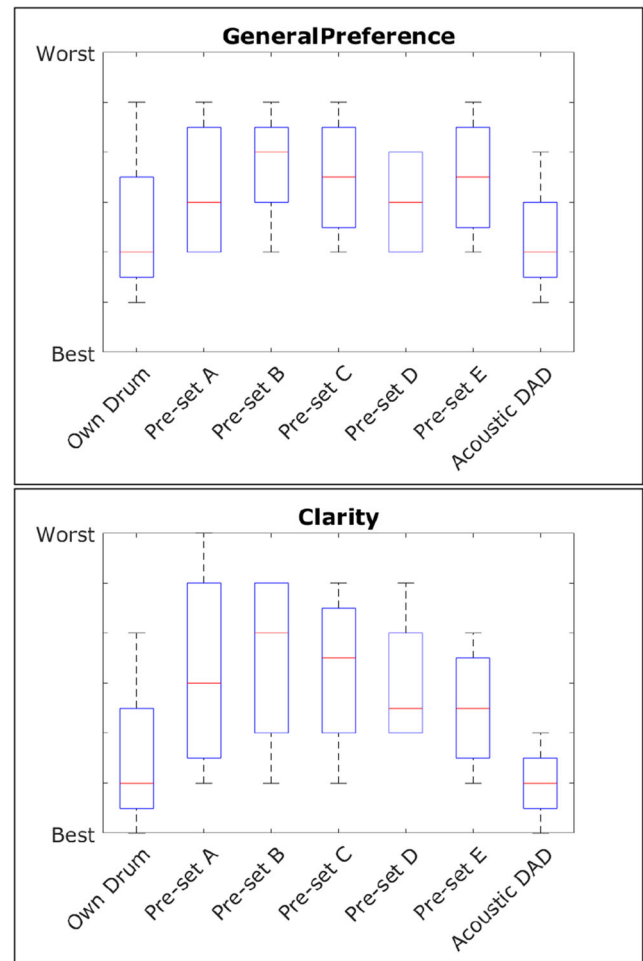 GeneralPreference
Worst
Best
Own Drum
Pre-set A
Pre-set B
Pre-set C
Pre-set D
Pre-set E
Acoustic DAD
Clarity
Worst
Best
Own Drum
Pre-set A
Pre-set B
Pre-set C
Pre-set D
Pre-set E
Acoustic DAD